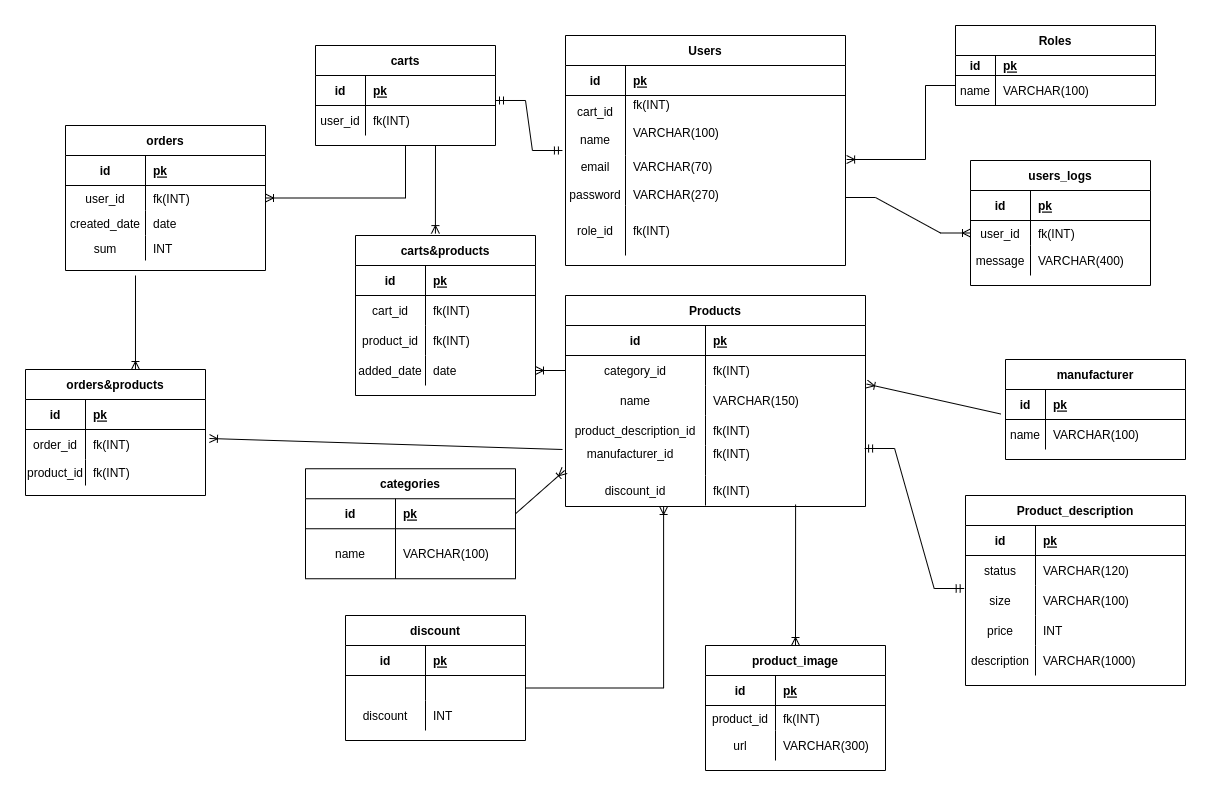 carts
id pk
user_id fk(INT)
Users
id pk
cart_id fk(INT)
name VARCHAR(100)
email VARCHAR(70)
password VARCHAR(270)
role_id fk(INT)
Roles
id pk
name VARCHAR(100)
orders
id pk
user_id fk(INT)
created_date date
sum INT
users_logs
id pk
user_id fk(INT)
message VARCHAR(400)
carts&products
id pk
cart_id fk(INT)
product_id fk(INT)
added_date date
Products
id pk
category_id fk(INT)
name VARCHAR(150)
product_description_id fk(INT)
manufacturer_id fk(INT)
discount_id fk(INT)
orders&products
id pk
order_id fk(INT)
product_id fk(INT)
manufacturer
id pk
name VARCHAR(100)
categories
id pk
name VARCHAR(100)
Product_description
id pk
status VARCHAR(120)
size VARCHAR(100)
price INT
description VARCHAR(1000)
discount
id pk
discount INT
product_image
id pk
product_id fk(INT)
url VARCHAR(300)